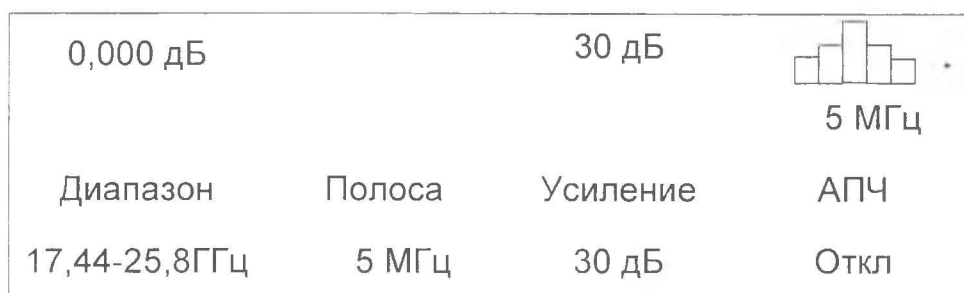 0,000 дБ 30 дБ
5 МГц
Диапазон Полоса Усиление АПЧ
17,44-25,8ГГц 5 МГц 30 дБ Откл